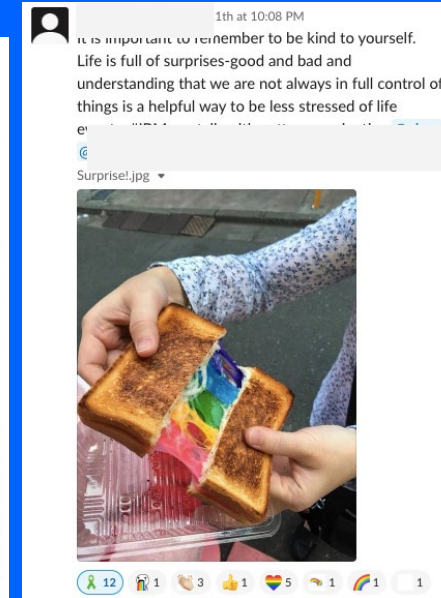 1th at 10:08 PM
It is important to remember to be kind to yourself.
Life is full of surprises-good and bad and
understanding that we are not always in full control of
things is a helpful way to be less stressed of life
@
Surprise!.jpg
12 1 3 1 5 1 1 1